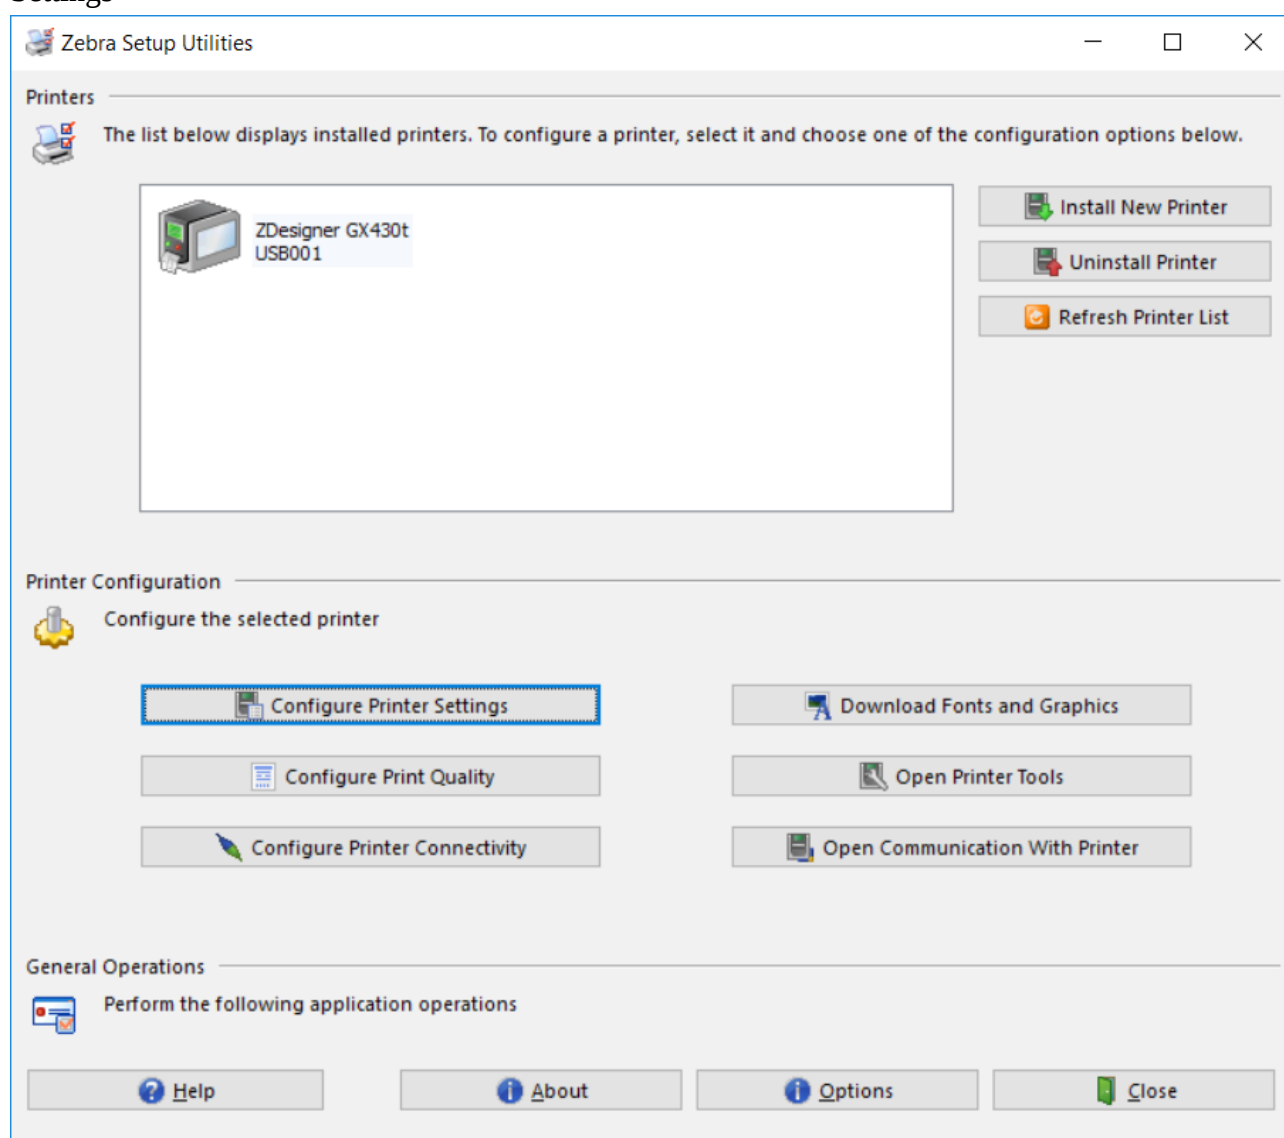 Zebra Setup Utilities
Printers
The list below displays installed printers. To configure a printer, select it and choose one of the configuration options below.
ZDesigner GX430t
USB001
Install New Printer
Uninstall Printer
Refresh Printer List
Printer Configuration
Configure the selected printer
Configure Printer Settings
Download Fonts and Graphics
Configure Print Quality
Open Printer Tools
Configure Printer Connectivity
Open Communication With Printer
General Operations
Perform the following application operations
Help
About
Options
Close